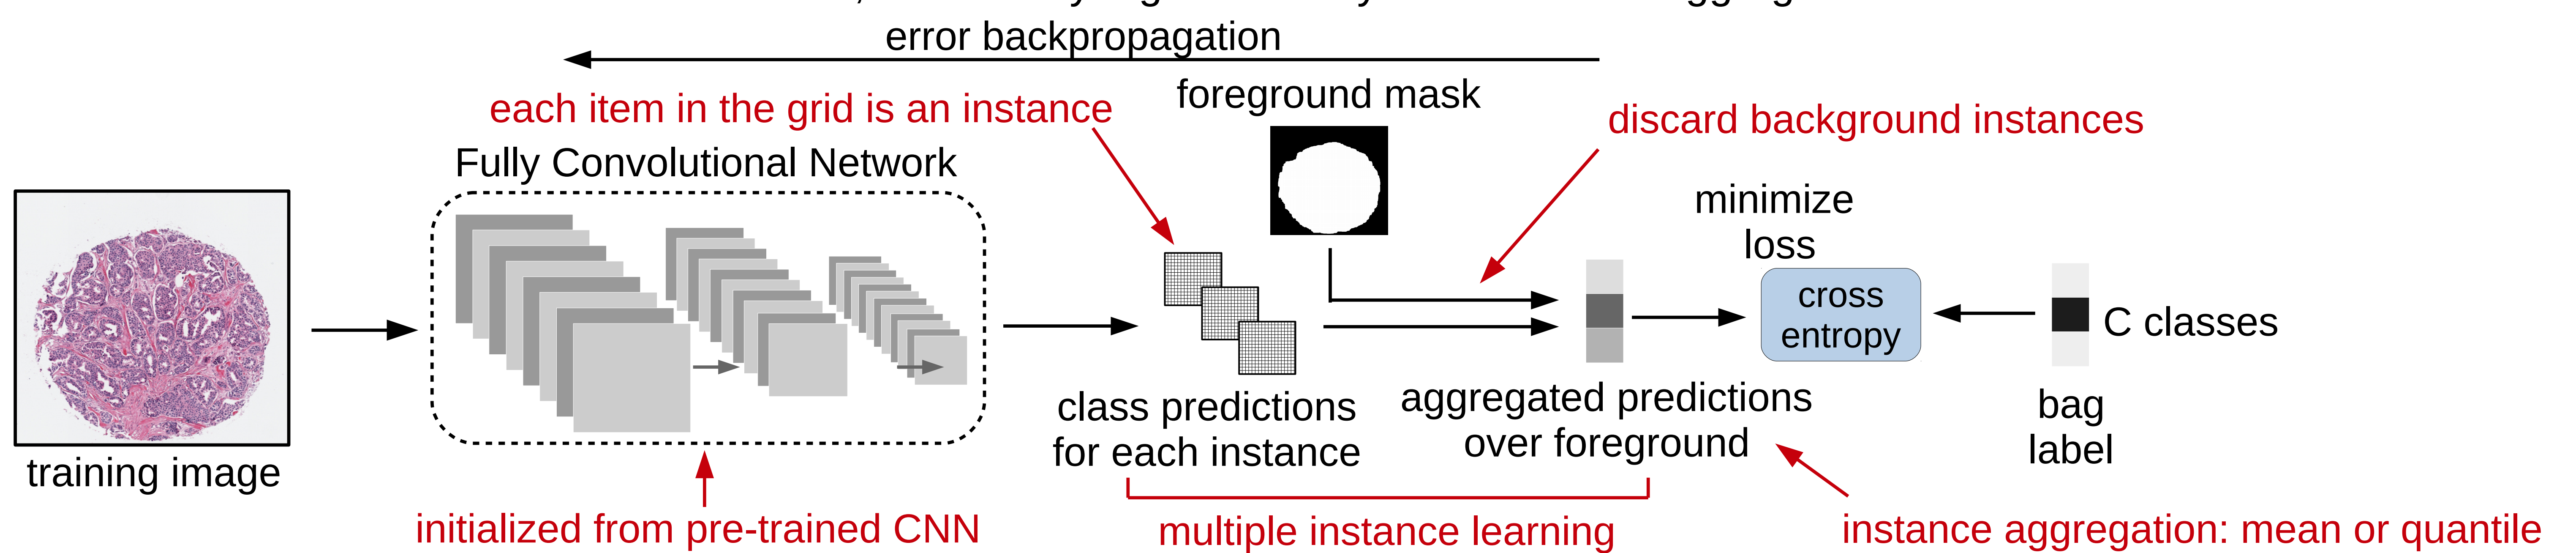 error backpropagation
each item in the grid is an instance
foreground mask
discard background instances
Fully Convolutional Network
minimize
loss
cross
entropy
C classes
class predictions
for each instance
aggregated predictions
over foreground
bag
label
training image
initialized from pre-trained CNN
multiple instance learning
instance aggregation: mean or quantile